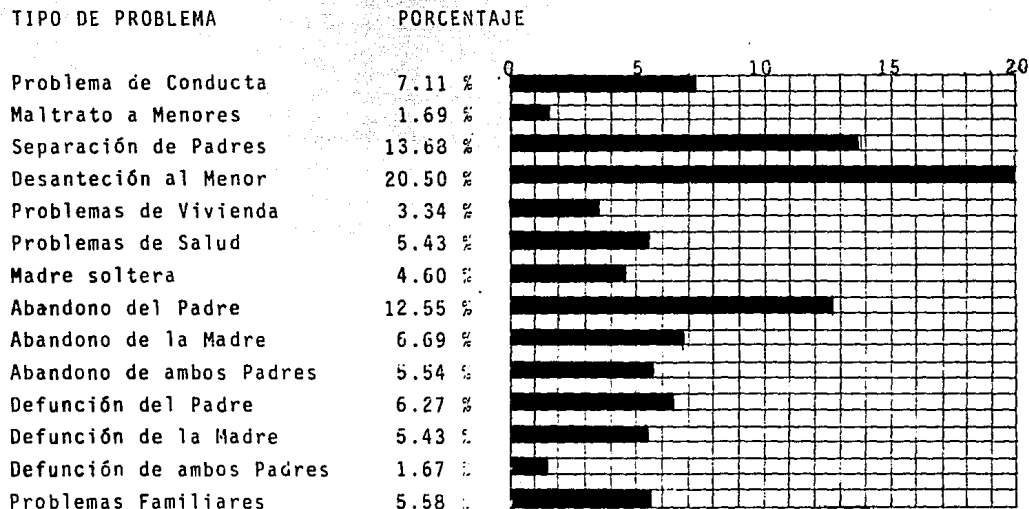 TIPO DE PROBLEMA PORCENTAJE
0 5 10 15 20
Problema de Conducta 7.11 %
Maltrato a Menores 1.69 %
Separación de Padres 13.68 %
Desanteción al Menor 20.50 %
Problemas de Vivienda 3.34 %
Problemas de Salud 5.43 %
Madre soltera 4.60 %
Abandono del Padre 12.55 %
Abandono de la Madre 6.69 %
Abandono de ambos Padres 5.54 %
Defunción del Padre 6.27 %
Defunción de la Madre 5.43 %
Defunción de ambos Padres 1.67 %
Problemas Familiares 5.58 %